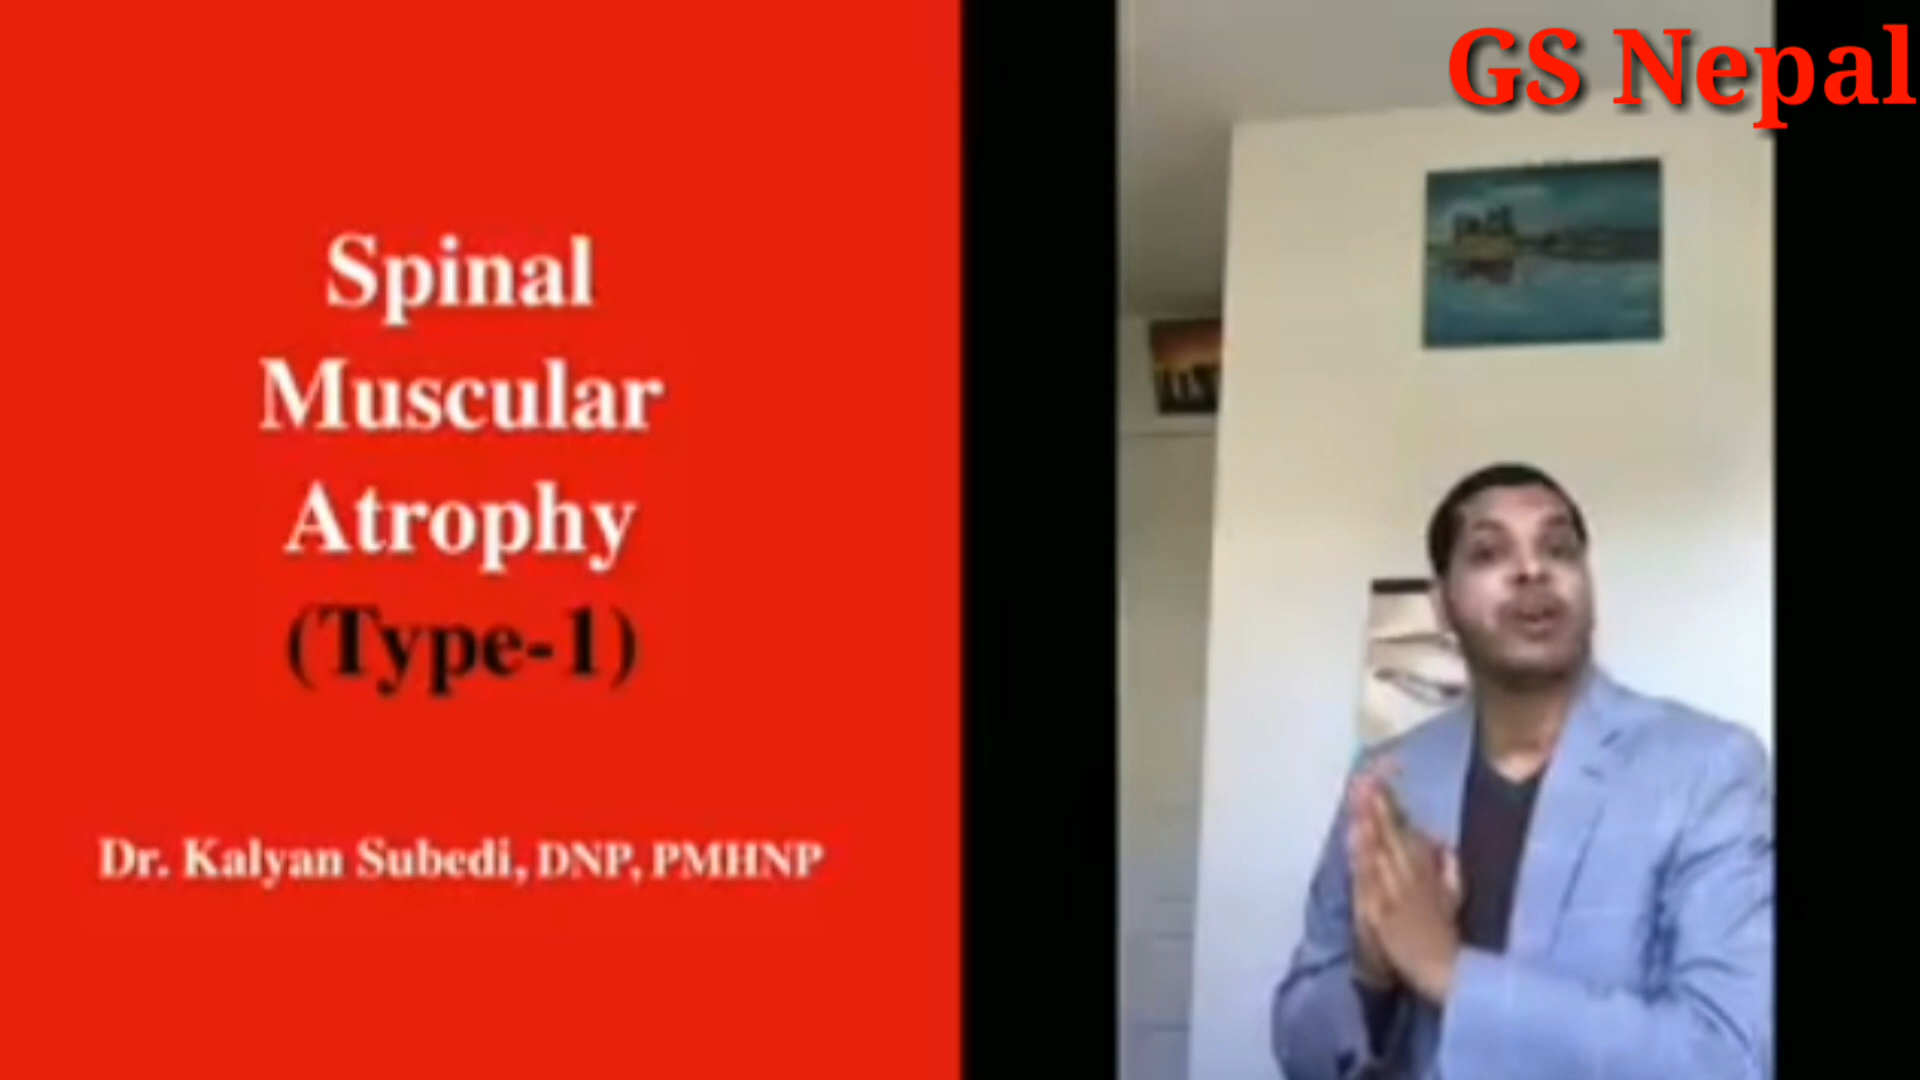 Spinal
Muscular
Atrophy
(Type-1)
Dr. Kalyan Subedi, DNP, PMHNP
GS Nepal